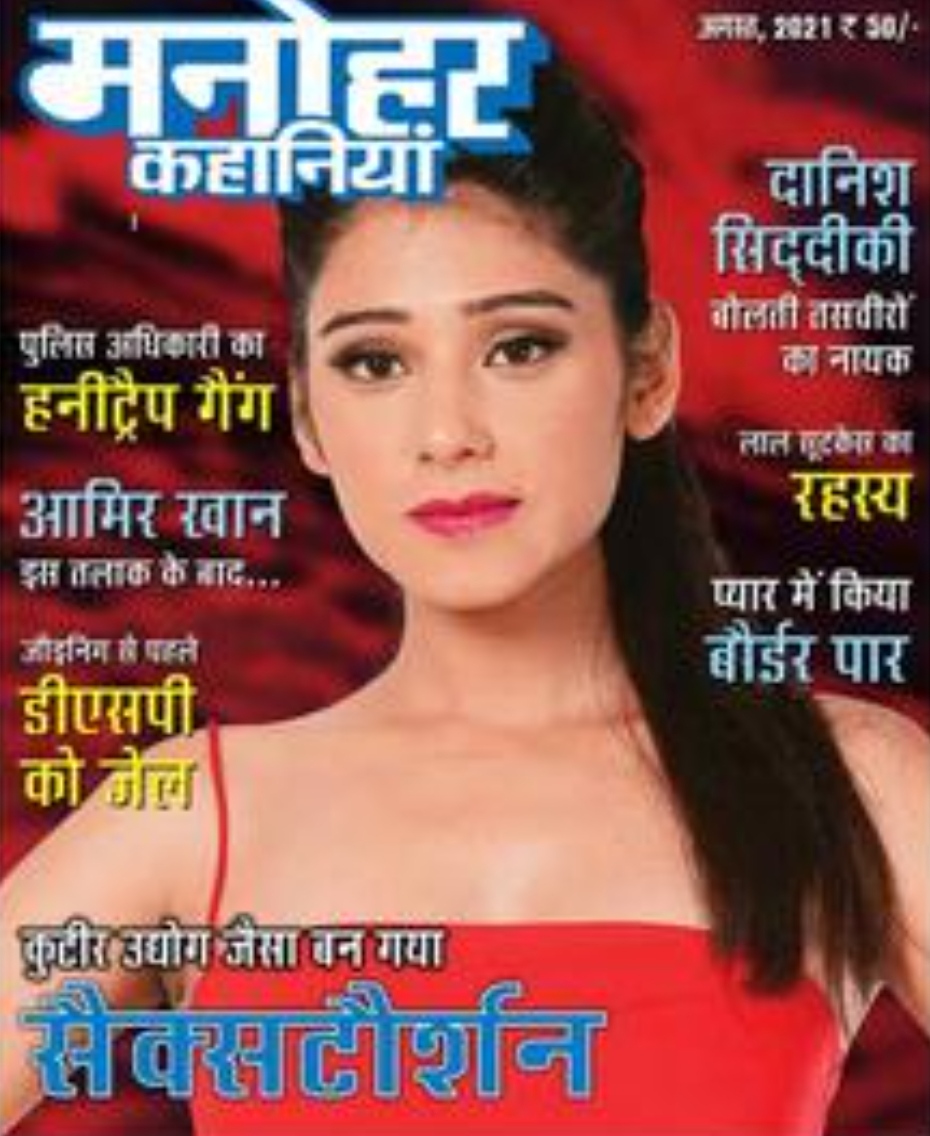 मनोहर
कहानियां
अगस्त, 2021 ₹ 50/-
दानिश
सिद्दीकी
बोलती तसवीरों
का नायक
पुलिस अधिकारी का
हनीट्रैप गैंग
लाल सूटकेस का
रहस्य
आमिर खान
इस तलाक के बाद...
प्यार में किया
बौर्डर पार
जौइनिंग से पहले
डीएसपी
को जेल
कुटीर उद्योग जैसा बन गया
सैक्सटौर्शन